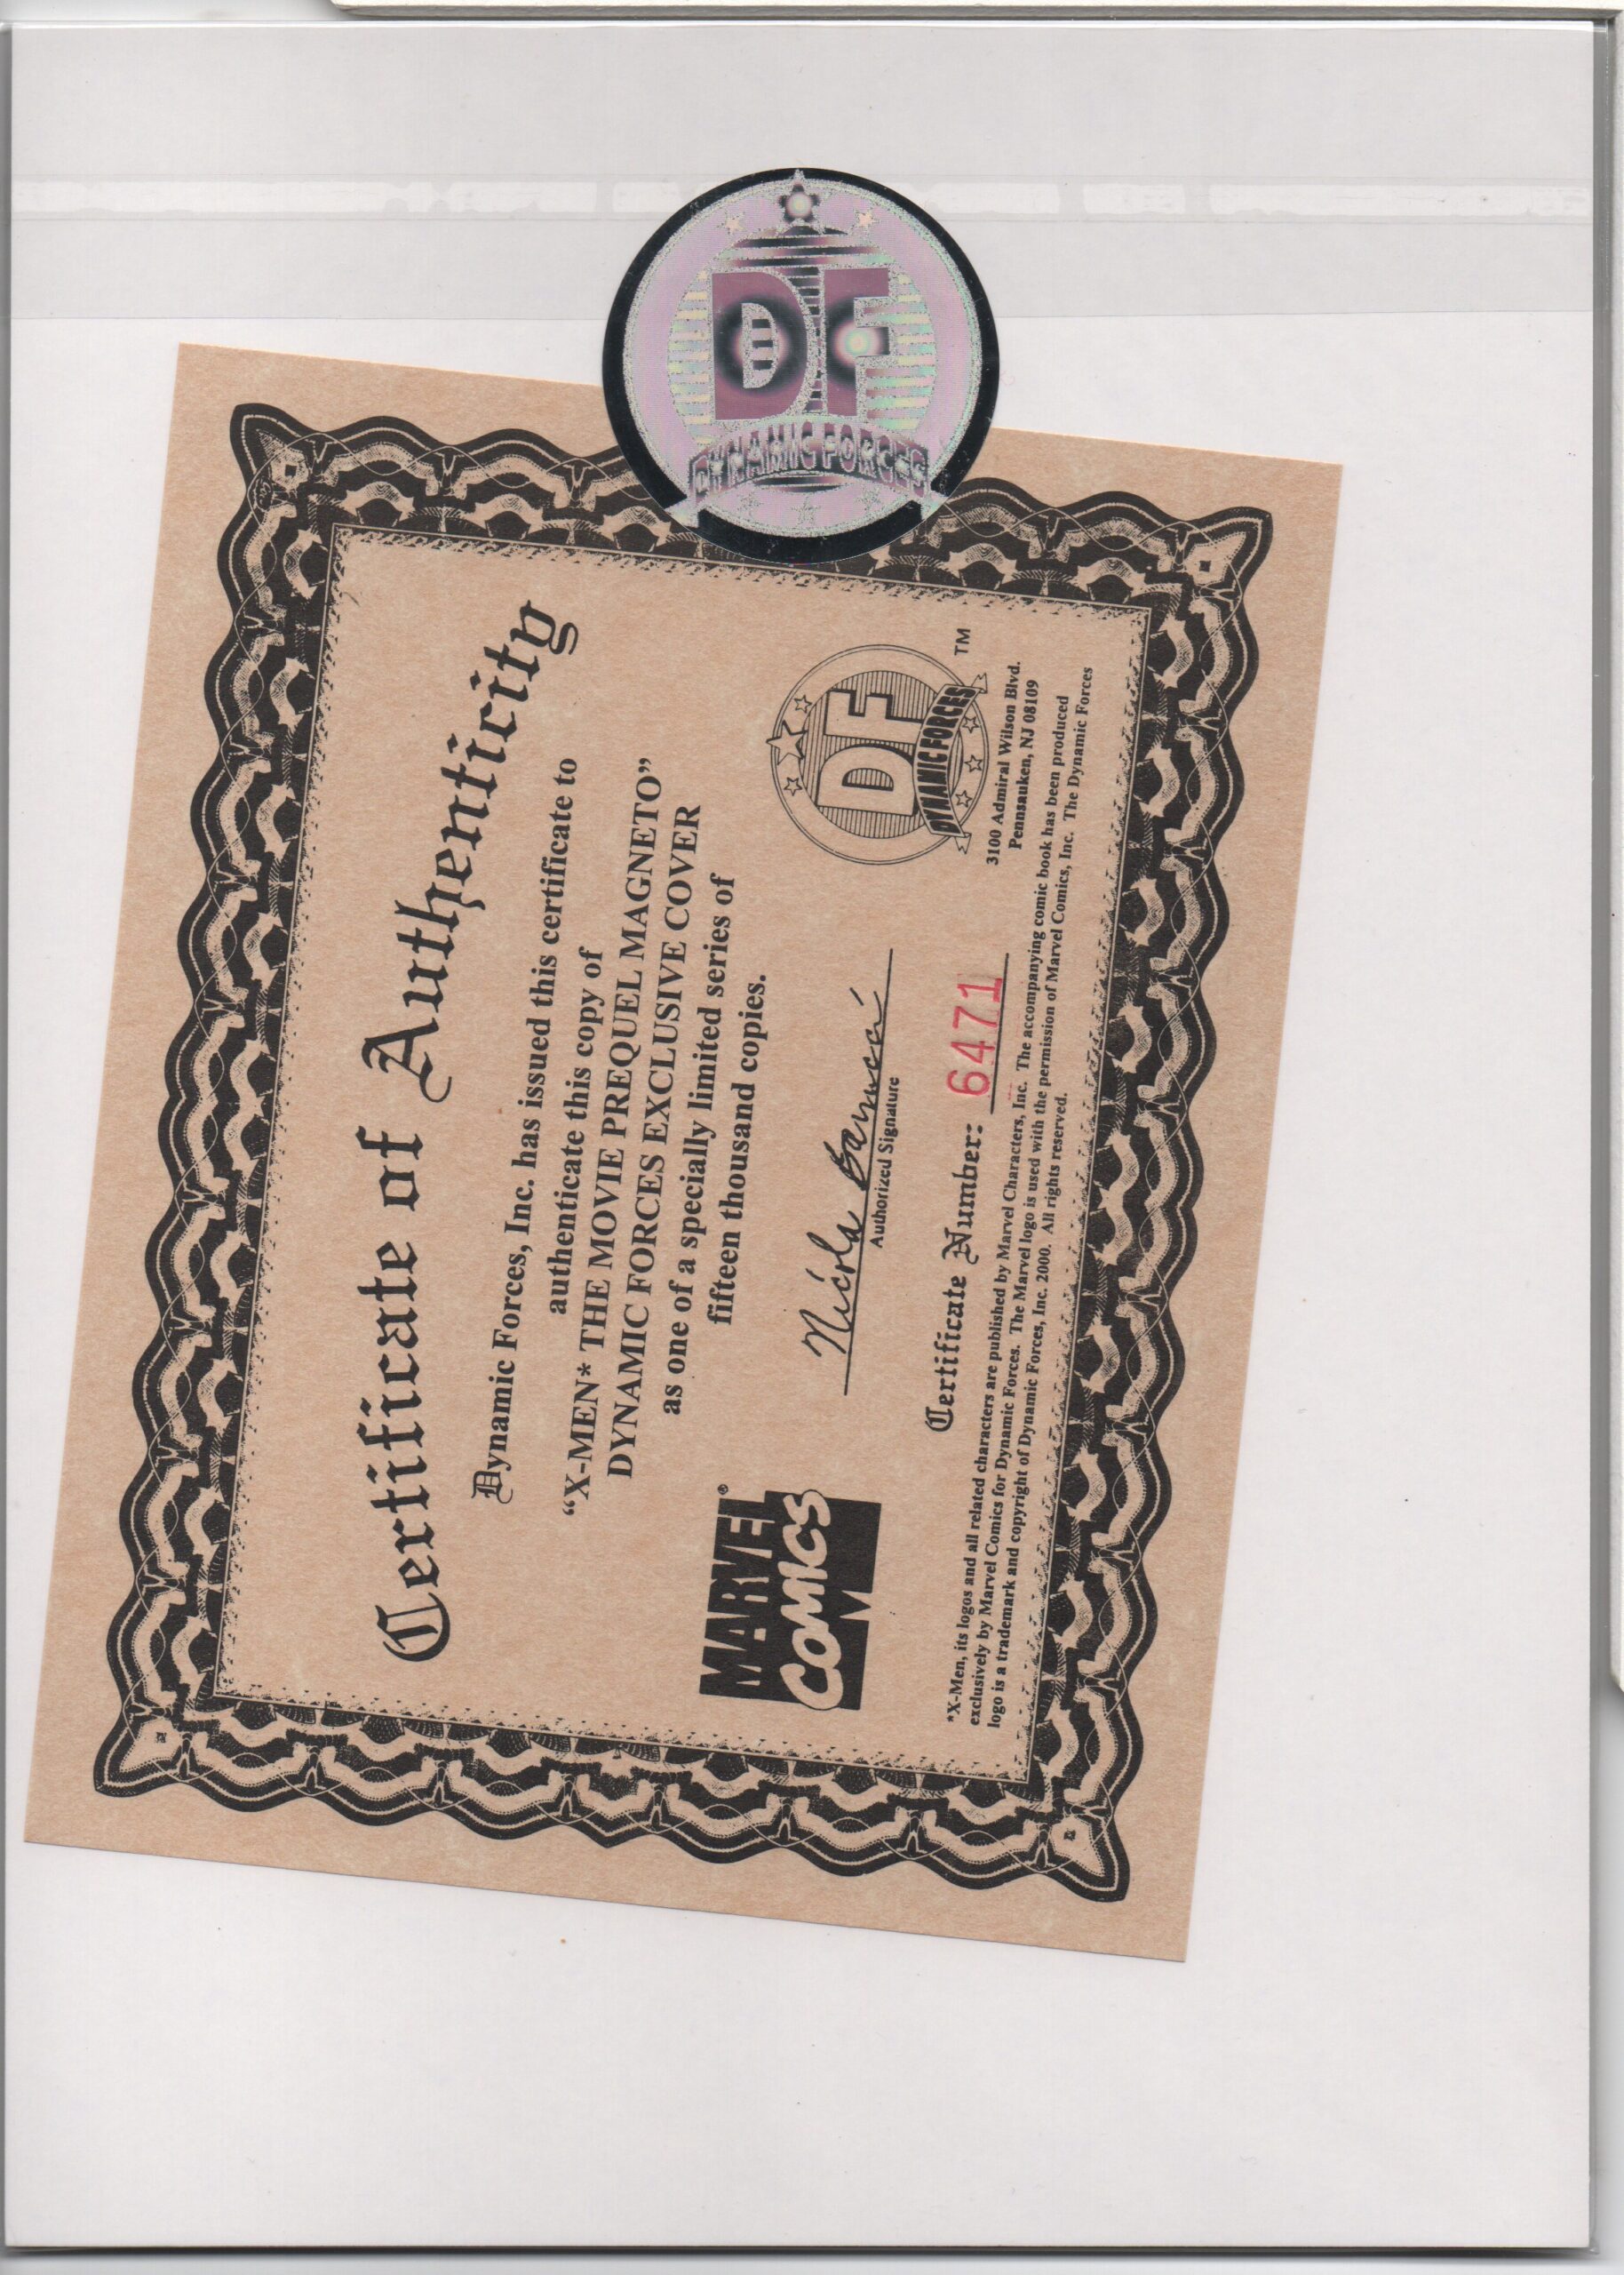 DF
DYNAMIC FORCES
Certificate of Authenticity
Dynamic Forces, Inc. has issued this certificate to
authenticate this copy of
“X-MEN* THE MOVIE PREQUEL MAGNETO”
DYNAMIC FORCES EXCLUSIVE COVER
as one of a specially limited series of
fifteen thousand copies.
MARVEL®
COMICS
Nicolo Barrucci
Authorized Signature
DF
DYNAMIC FORCES
TM
Certificate Number: 6471
3100 Admiral Wilson Blvd.
Pennsauken, NJ 08109
*X-Men, its logos and all related characters are published by Marvel Characters, Inc. The accompanying comic book has been produced
exclusively by Marvel Comics for Dynamic Forces. The Marvel logo is used with the permission of Marvel Comics, Inc. The Dynamic Forces
logo is a trademark and copyright of Dynamic Forces, Inc. 2000. All rights reserved.